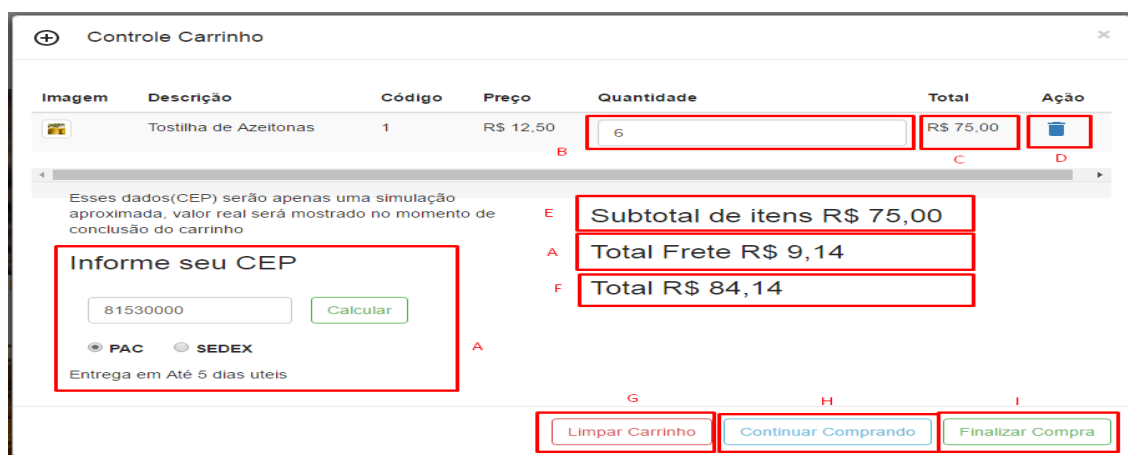 Controle Carrinho ×
Imagem Descrição Código Preço Quantidade Total Ação
Tostilha de Azeitonas 1 R$ 12,50 6 R$ 75,00
B C D
Esses dados(CEP) serão apenas uma simulação
aproximada, valor real será mostrado no momento de
conclusão do carrinho
E Subtotal de itens R$ 75,00
A Total Frete R$ 9,14
F Total R$ 84,14
Informe seu CEP
81530000 Calcular
PAC SEDEX A
Entrega em Até 5 dias uteis
G H I
Limpar Carrinho Continuar Comprando Finalizar Compra